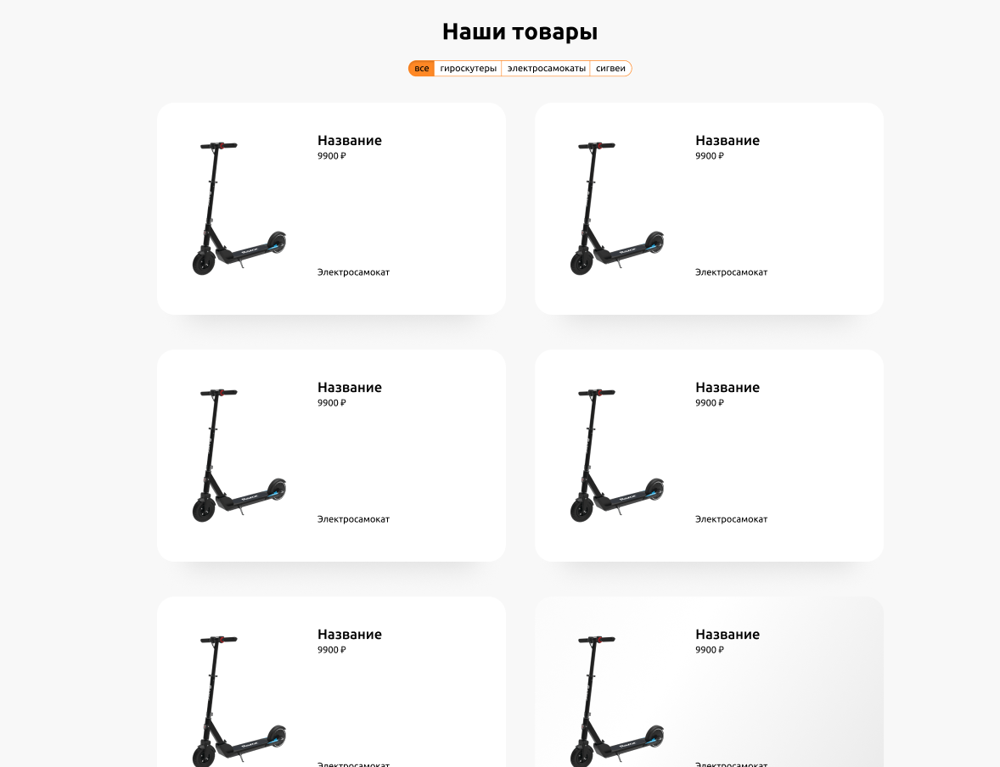 Наши товары
все гироскутеры электросамокаты сигвеи
Название
9900 ₽
Электросамокат
Название
9900 ₽
Электросамокат
Название
9900 ₽
Электросамокат
Название
9900 ₽
Электросамокат
Название
9900 ₽
Электросамокат
Название
9900 ₽
Электросамокат